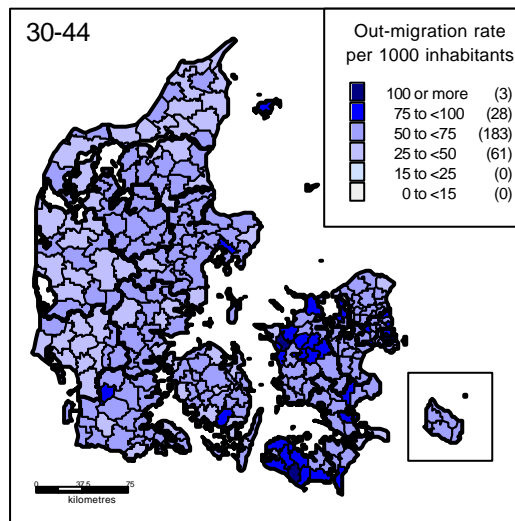 30-44
Out-migration rate
per 1000 inhabitants
100 or more (3)
75 to <100 (28)
50 to <75 (183)
25 to <50 (61)
15 to <25 (0)
0 to <15 (0)
0 37.5 75
kilometres